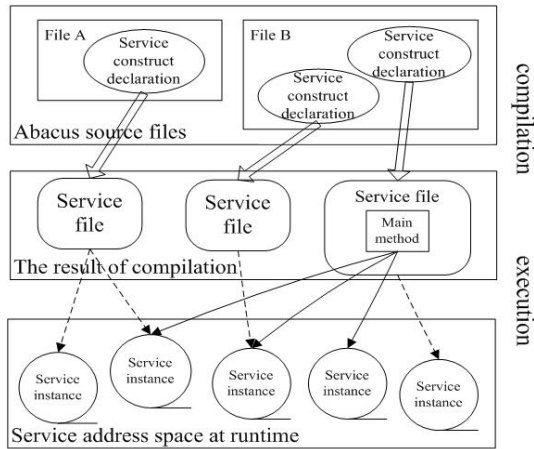 File A
Service
construct
declaration
File B
Service
construct
declaration
Service
construct
declaration
Abacus source files
compilation
Service
file
Service
file
Service file
Main
method
The result of compilation
execution
Service
instance
Service
instance
Service
instance
Service
instance
Service
instance
Service address space at runtime